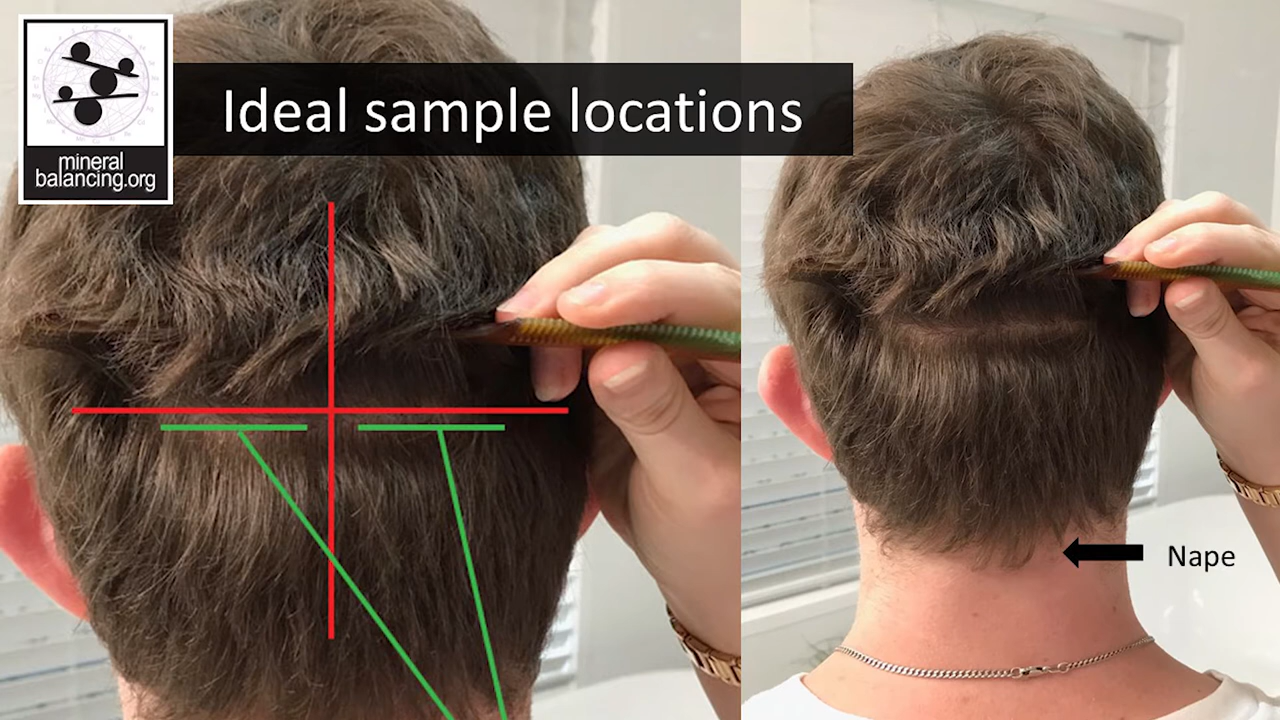 Ideal sample locations
mineral
balancing.org
Nape